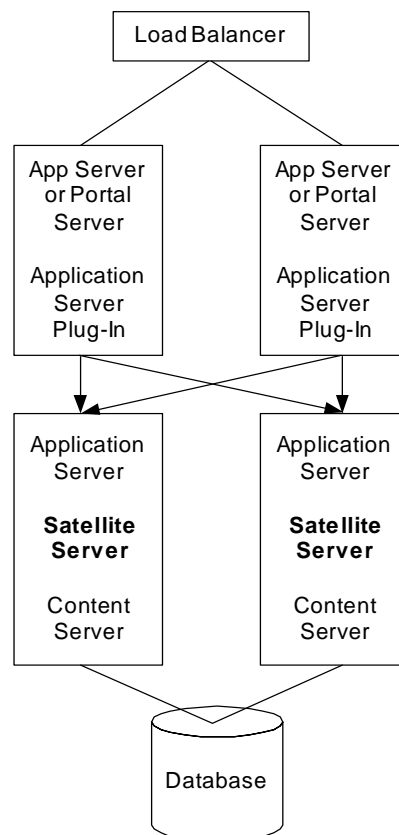 Load Balancer
App Server
or Portal
Server
Application
Server
Plug-In
App Server
or Portal
Server
Application
Server
Plug-In
Application
Server
Satellite
Server
Content
Server
Application
Server
Satellite
Server
Content
Server
Database